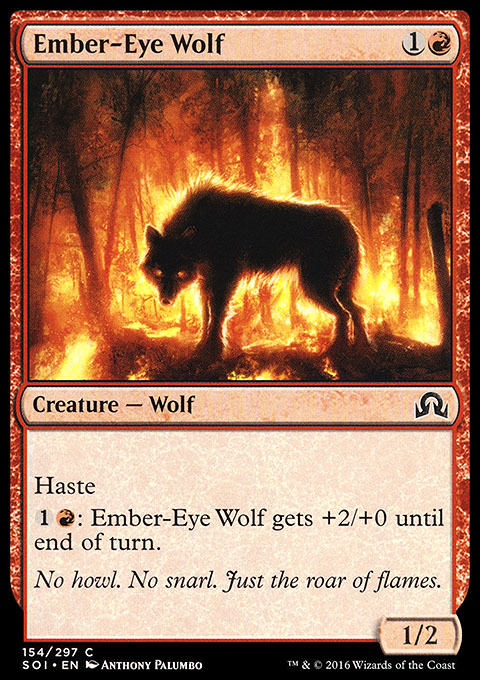 Ember-Eye Wolf 1
Creature — Wolf
Haste
1 : Ember-Eye Wolf gets +2/+0 until
end of turn.
No howl. No snarl. Just the roar of flames.
1/2
154/297 C
SOI • EN Anthony Palumbo ™ & © 2016 Wizards of the Coast